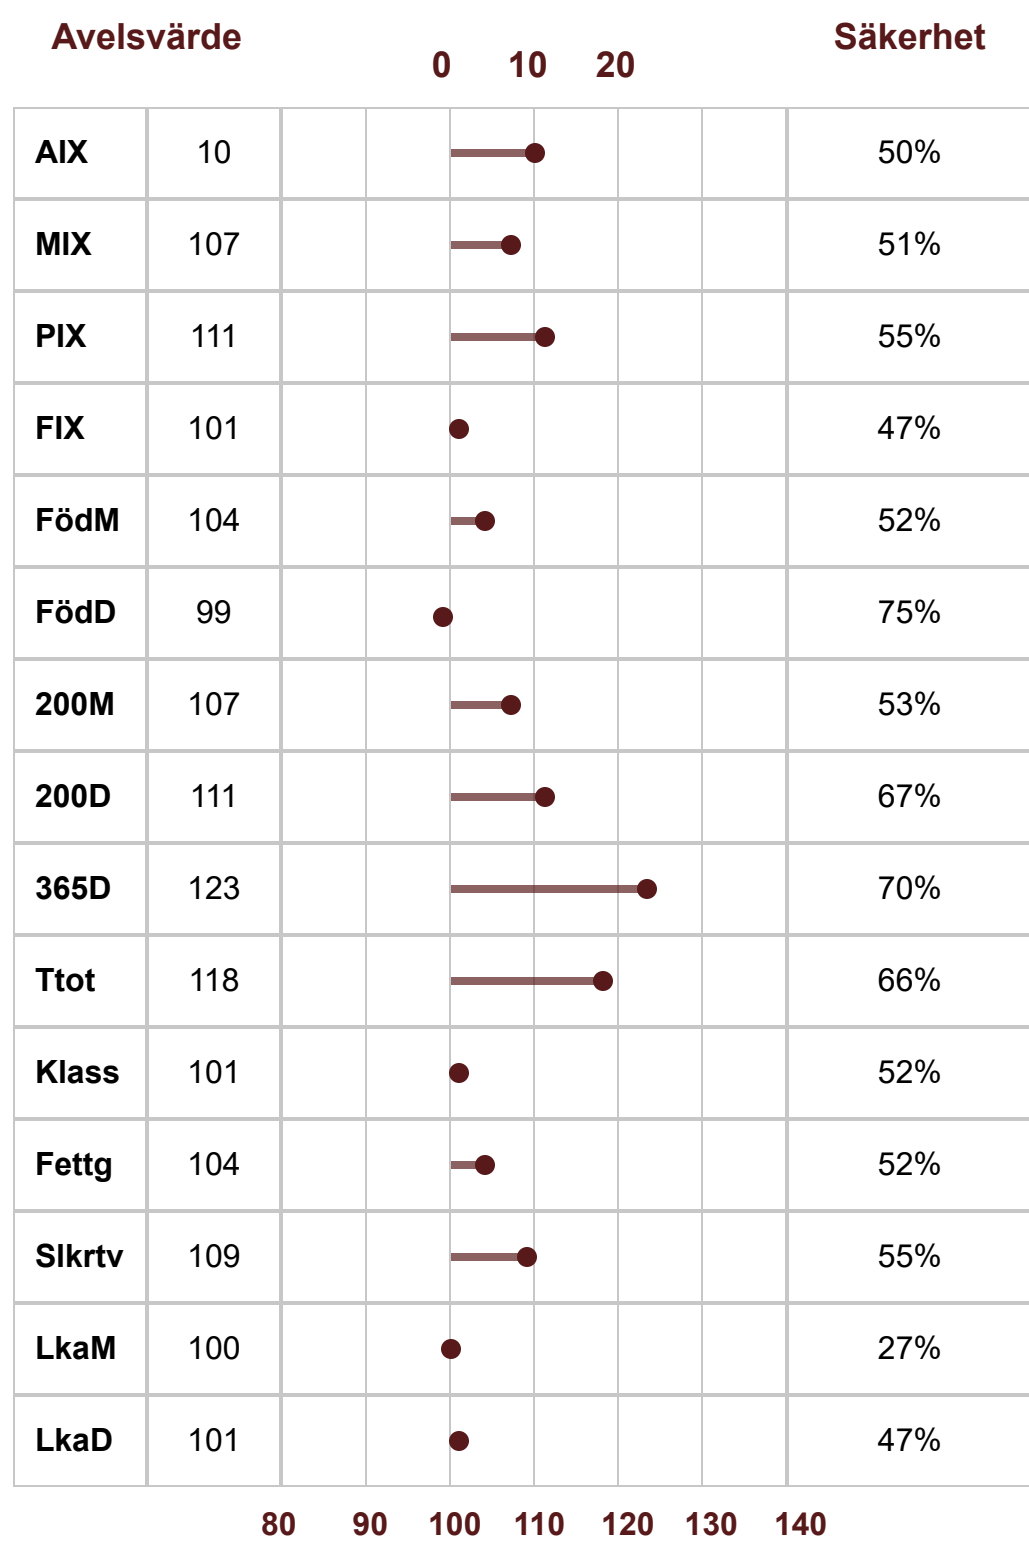 Avelsvärde Säkerhet
0 10 20
AIX 10 50%
MIX 107 51%
PIX 111 55%
FIX 101 47%
FödM 104 52%
FödD 99 75%
200M 107 53%
200D 111 67%
365D 123 70%
Ttot 118 66%
Klass 101 52%
Fettg 104 52%
Slkrtv 109 55%
LkaM 100 27%
LkaD 101 47%
80 90 100 110 120 130 140